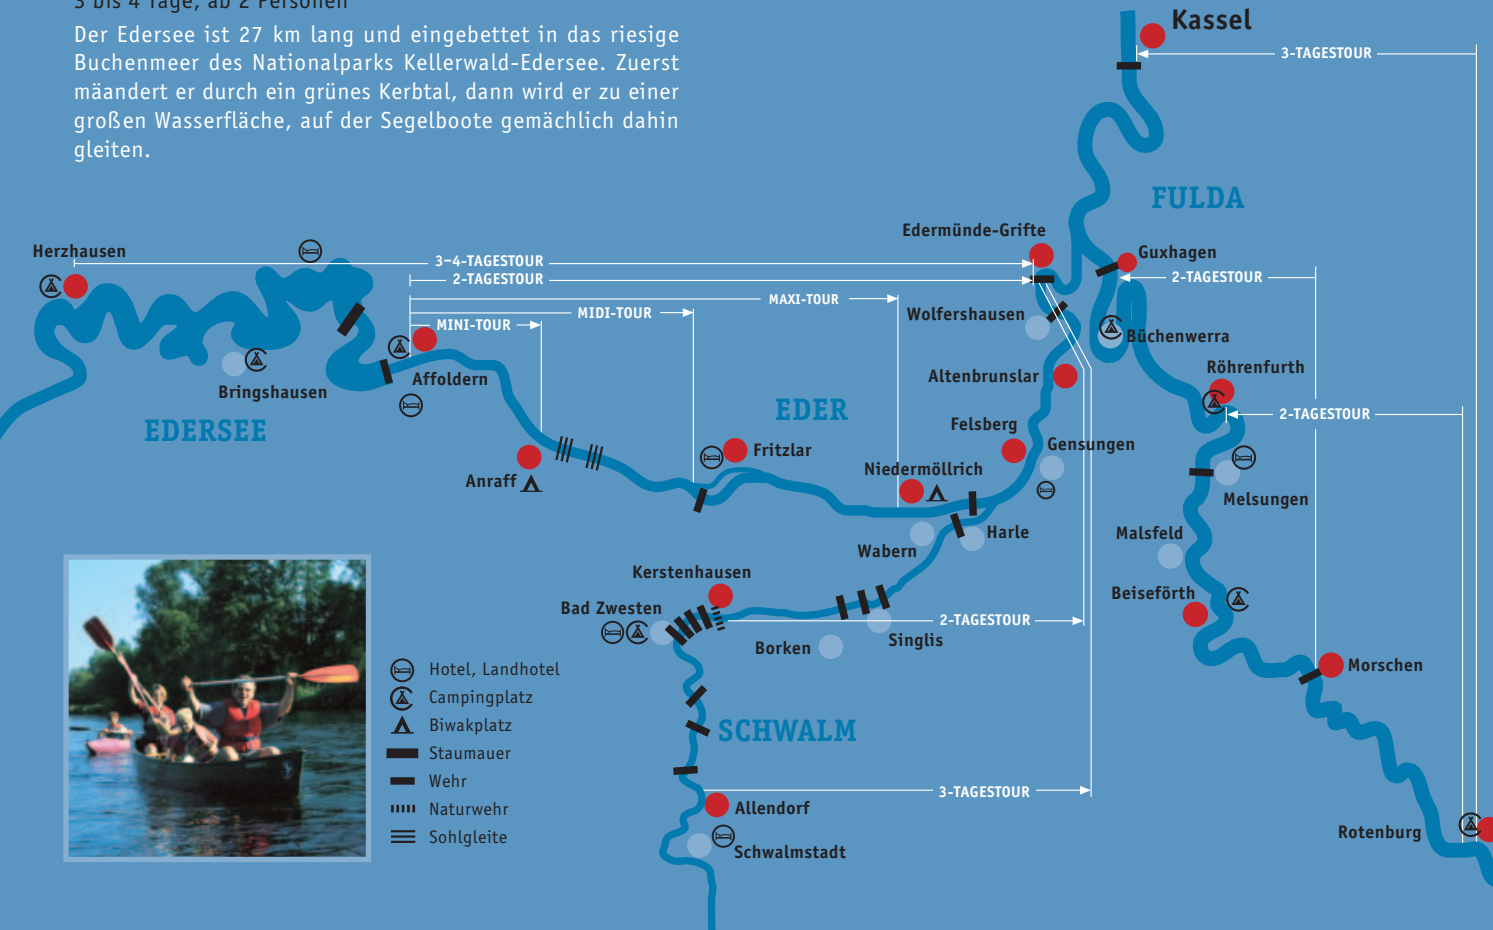 3 bis 4 Tage, ab 2 Personen
Der Edersee ist 27 km lang und eingebettet in das riesige
Buchenmeer des Nationalparks Kellerwald-Edersee. Zuerst
mäandert er durch ein grünes Kerbtal, dann wird er zu einer
großen Wasserfläche, auf der Segelboote gemächlich dahin
gleiten.
Kassel
3-TAGESTOUR
FULDA
Edermünde-Grifte
Guxhagen
Herzhausen
3–4-TAGESTOUR
2-TAGESTOUR
2-TAGESTOUR
MAXI-TOUR
MIDI-TOUR
MINI-TOUR
Wolfershausen
Büchenwerra
Röhrenfurth
Affoldern
Bringshausen
Altenbrunslar
EDERSEE
EDER
2-TAGESTOUR
Felsberg
Gensungen
Fritzlar
Niedermöllrich
Anraff
Melsungen
Harle
Wabern
Malsfeld
Kerstenhausen
Bad Zwesten
Beiseförth
2-TAGESTOUR
Singlis
Borken
Morschen
Hotel, Landhotel
Campingplatz
Biwakplatz
Staumauer
Wehr
Naturwehr
Sohlgleite
SCHWALM
3-TAGESTOUR
Allendorf
Rotenburg
Schwalmstadt